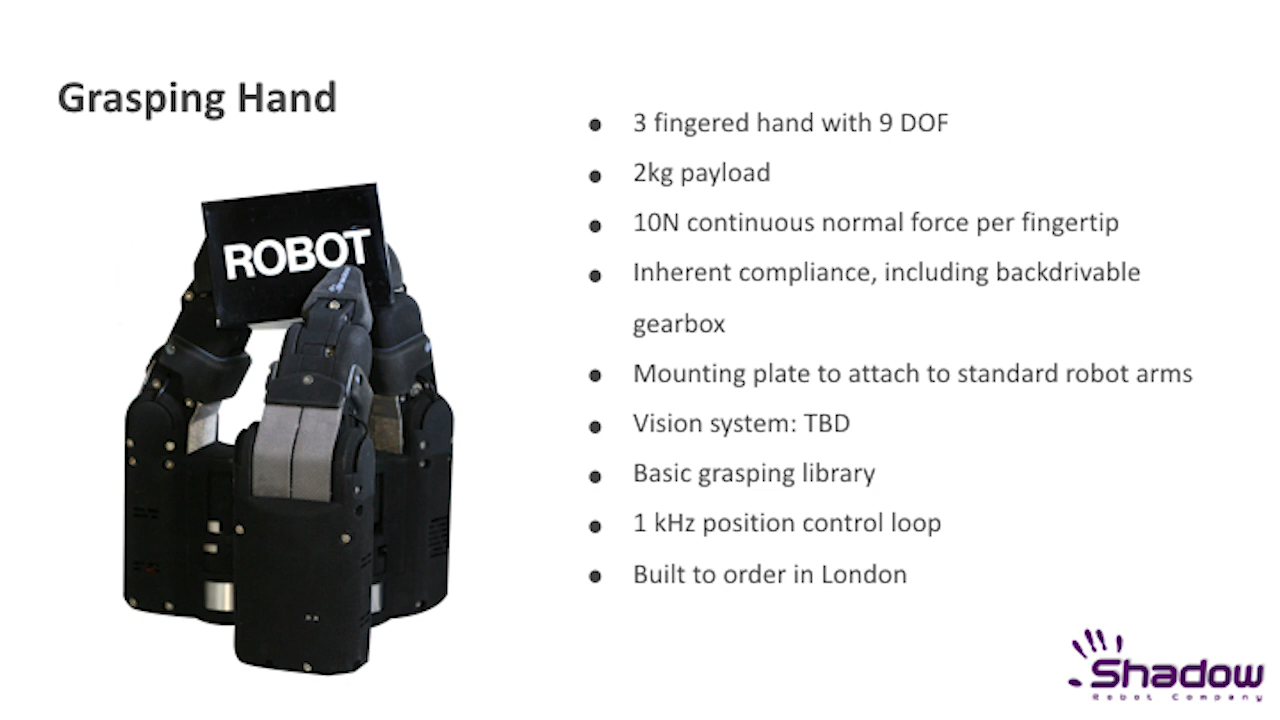 Grasping Hand
ROBOT
● 3 fingered hand with 9 DOF
● 2kg payload
● 10N continuous normal force per fingertip
● Inherent compliance, including backdrivable
gearbox
● Mounting plate to attach to standard robot arms
● Vision system: TBD
● Basic grasping library
● 1 kHz position control loop
● Built to order in London
Shadow
Robot Company